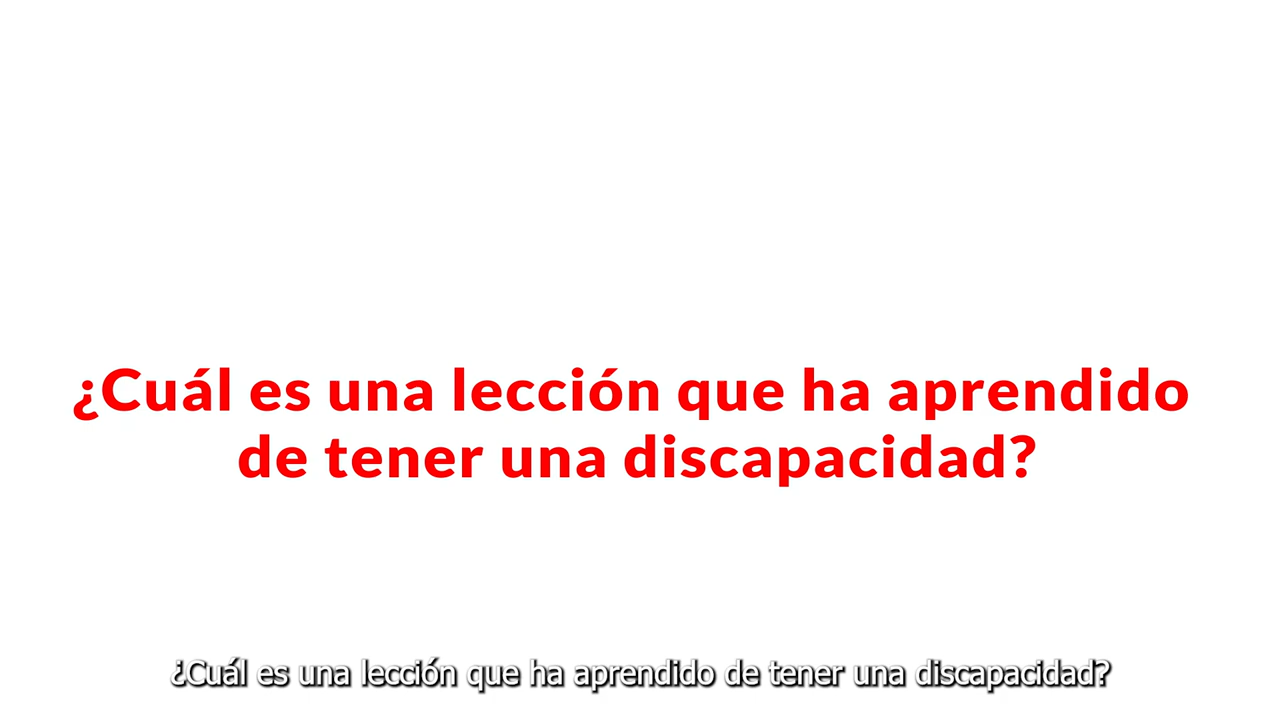 ¿Cuál es una lección que ha aprendido
de tener una discapacidad?
¿Cuál es una lección que ha aprendido de tener una discapacidad?